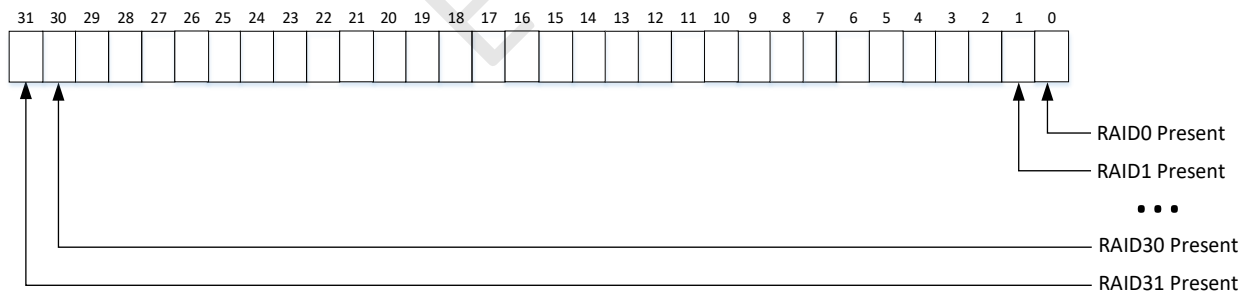 31 30 29 28 27 26 25 24 23 22 21 20 19 18 17 16 15 14 13 12 11 10 9 8 7 6 5 4 3 2 1 0
RAID0 Present
RAID1 Present
•••
RAID30 Present
RAID31 Present